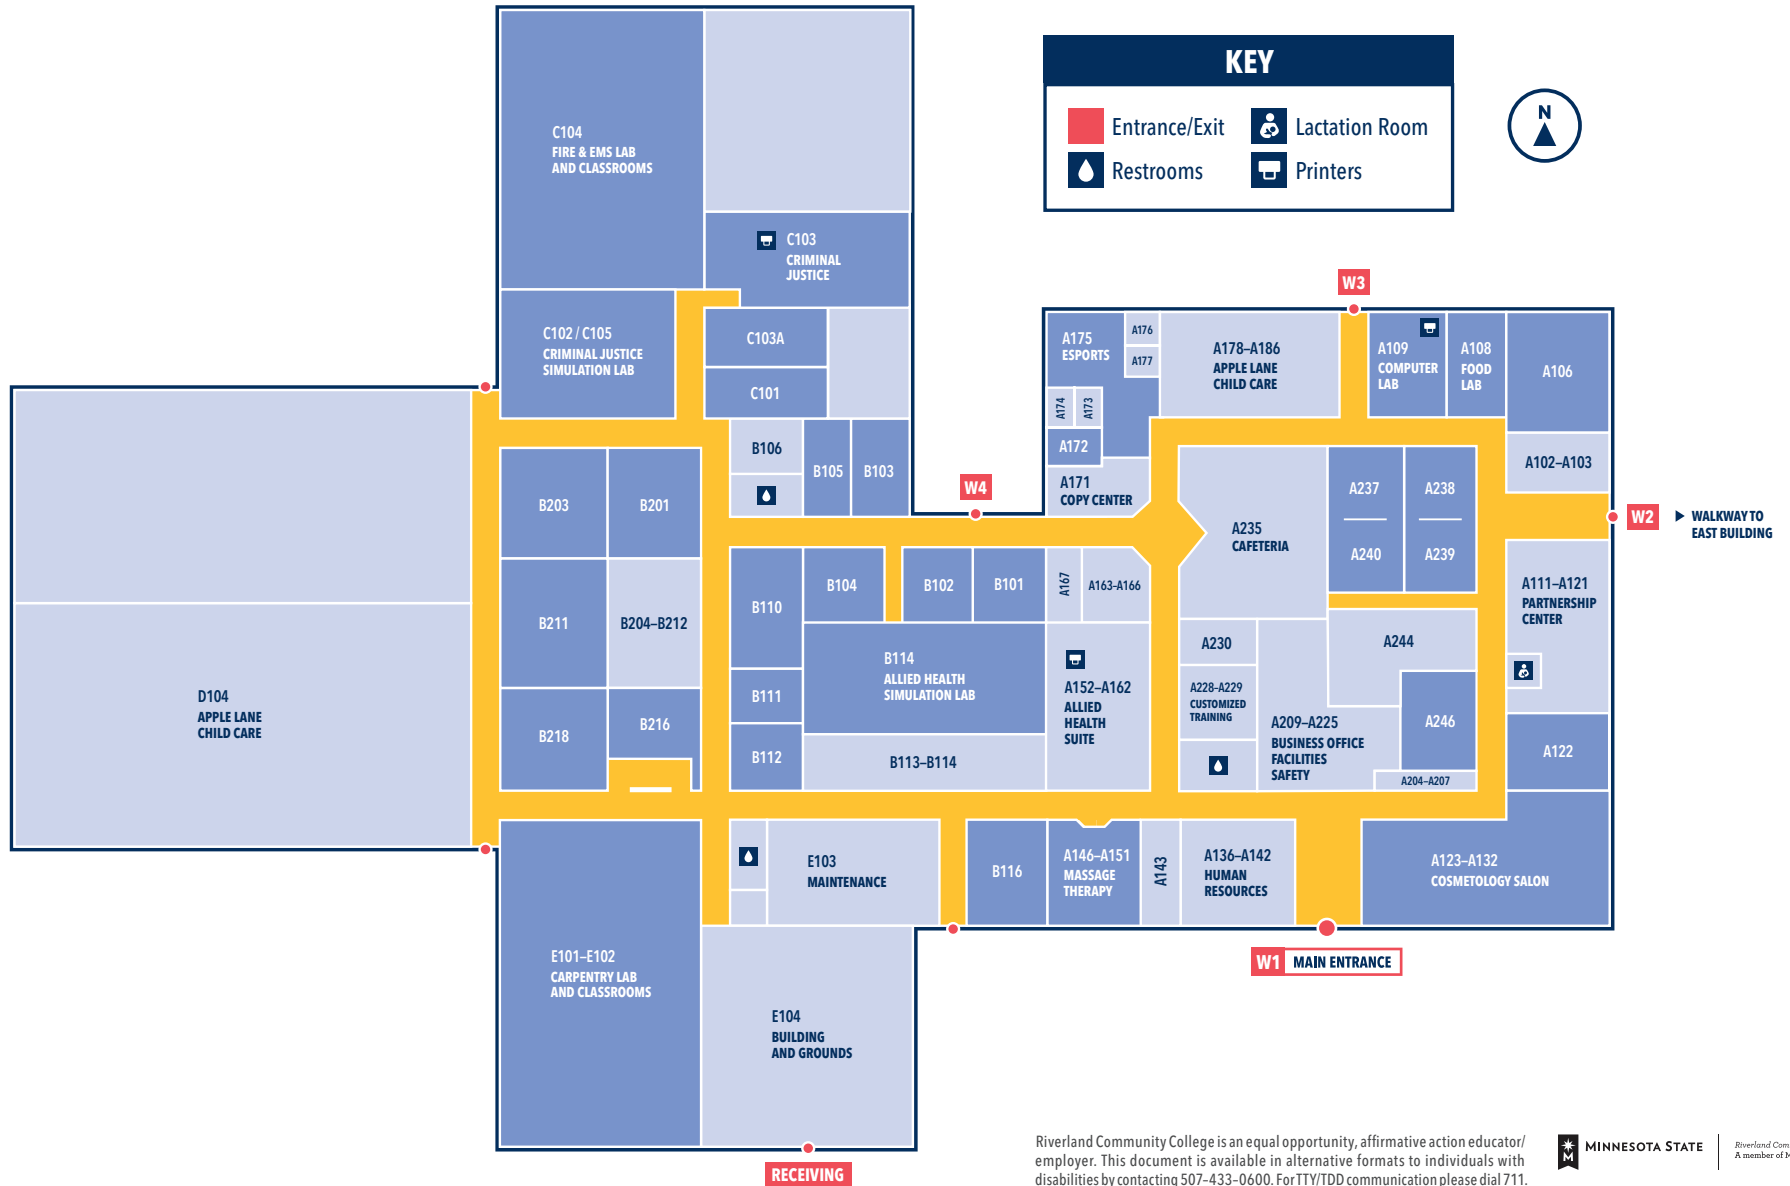 KEY
Entrance/Exit
Lactation Room
Restrooms
Printers
N
C104
FIRE & EMS LAB
AND CLASSROOMS
C103
CRIMINAL
JUSTICE
C102 / C105
CRIMINAL JUSTICE
SIMULATION LAB
C103A
C101
B106
B105
B103
W4
W3
A175
ESPORTS
A176
A177
A174
A173
A172
A171
COPY CENTER
A178–A186
APPLE LANE
CHILD CARE
A109
COMPUTER
LAB
A108
FOOD
LAB
A106
A102–A103
W2
WALKWAY TO
EAST BUILDING
B203
B201
B211
B204–B212
B218
B216
B110
B104
B102
B101
A167
A163–A166
B111
B112
B114
ALLIED HEALTH
SIMULATION LAB
B113–B114
A152–A162
ALLIED
HEALTH
SUITE
A235
CAFETERIA
A237
A238
A240
A239
A230
A228–A229
CUSTOMIZED
TRAINING
A209–A225
BUSINESS OFFICE
FACILITIES
SAFETY
A244
A246
A204–A207
A111–A121
PARTNERSHIP
CENTER
A122
A123–A132
COSMETOLOGY SALON
D104
APPLE LANE
CHILD CARE
E103
MAINTENANCE
B116
A146–A151
MASSAGE
THERAPY
A143
A136–A142
HUMAN
RESOURCES
W1 MAIN ENTRANCE
E101–E102
CARPENTRY LAB
AND CLASSROOMS
E104
BUILDING
AND GROUNDS
RECEIVING
Riverland Community College is an equal opportunity, affirmative action educator/
employer. This document is available in alternative formats to individuals with
disabilities by contacting 507-433-0600. For TTY/TDD communication please dial 711.
M
MINNESOTA STATE
Riverland Com
A member of M